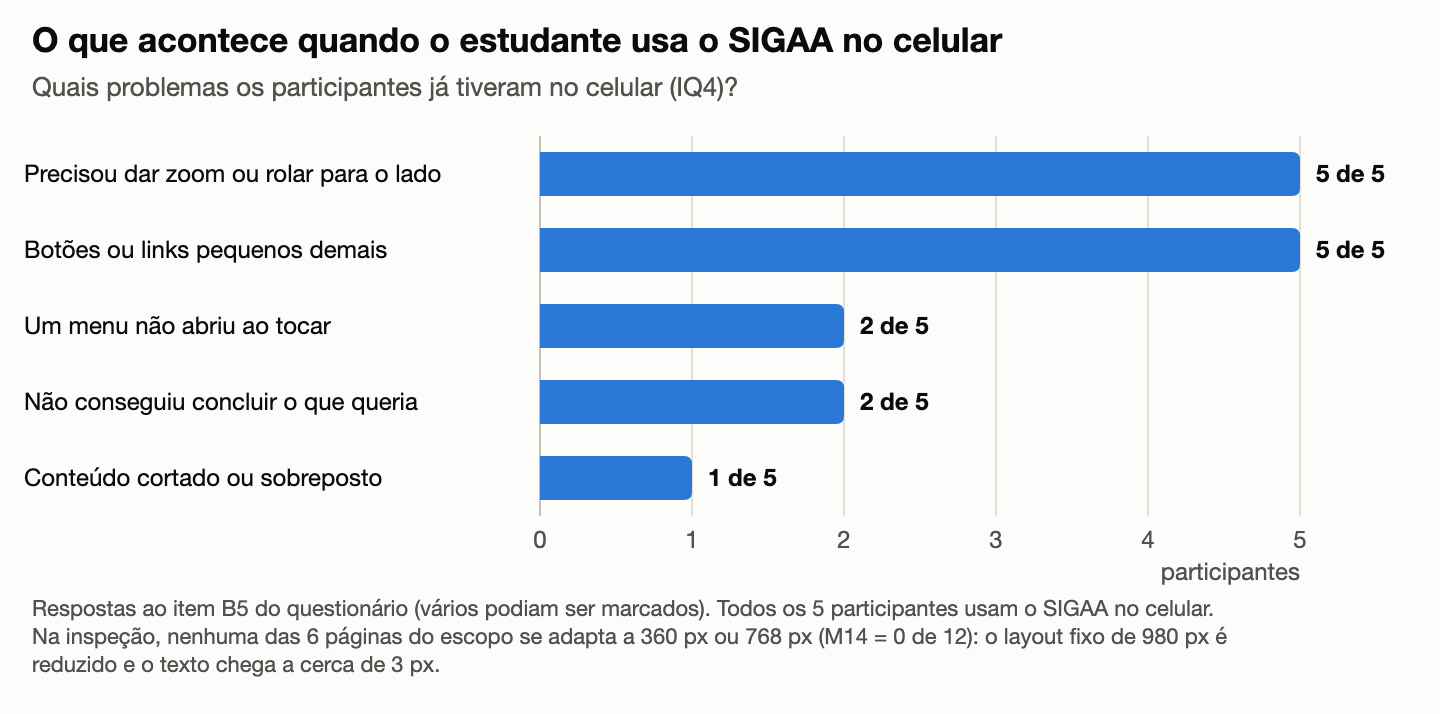 O que acontece quando o estudante usa o SIGAA no celular
Quais problemas os participantes já tiveram no celular (IQ4)?
Precisou dar zoom ou rolar para o lado
5 de 5
Botões ou links pequenos demais
5 de 5
Um menu não abriu ao tocar
2 de 5
Não conseguiu concluir o que queria
2 de 5
Conteúdo cortado ou sobreposto
1 de 5
0 1 2 3 4 5
participantes
Respostas ao item B5 do questionário (vários podiam ser marcados). Todos os 5 participantes usam o SIGAA no celular.
Na inspeção, nenhuma das 6 páginas do escopo se adapta a 360 px ou 768 px (M14 = 0 de 12): o layout fixo de 980 px é
reduzido e o texto chega a cerca de 3 px.